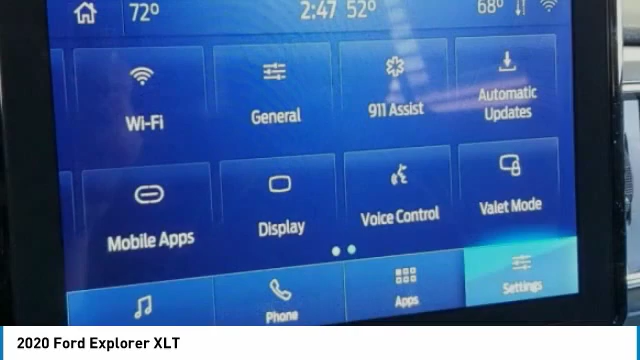 72° 2:47 52° 68°
Wi-Fi
General
911 Assist
Automatic
Updates
Mobile Apps
Display
Voice Control
Valet Mode
Phone
Apps
Settings
2020 Ford Explorer XLT